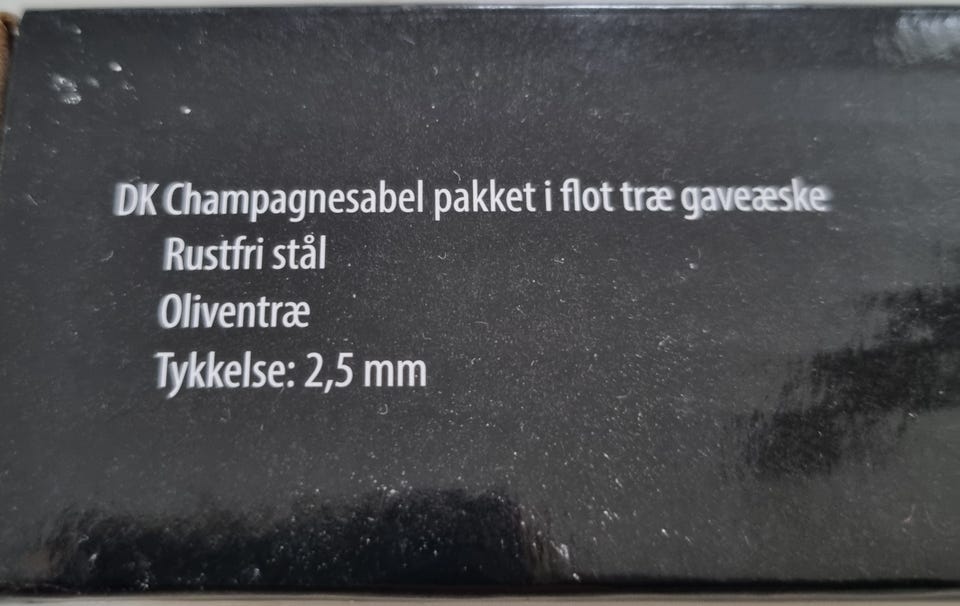 DK Champagnesabel pakket i flot træ gaveæske
Rustfri stål
Oliventræ
Tykkelse: 2,5 mm